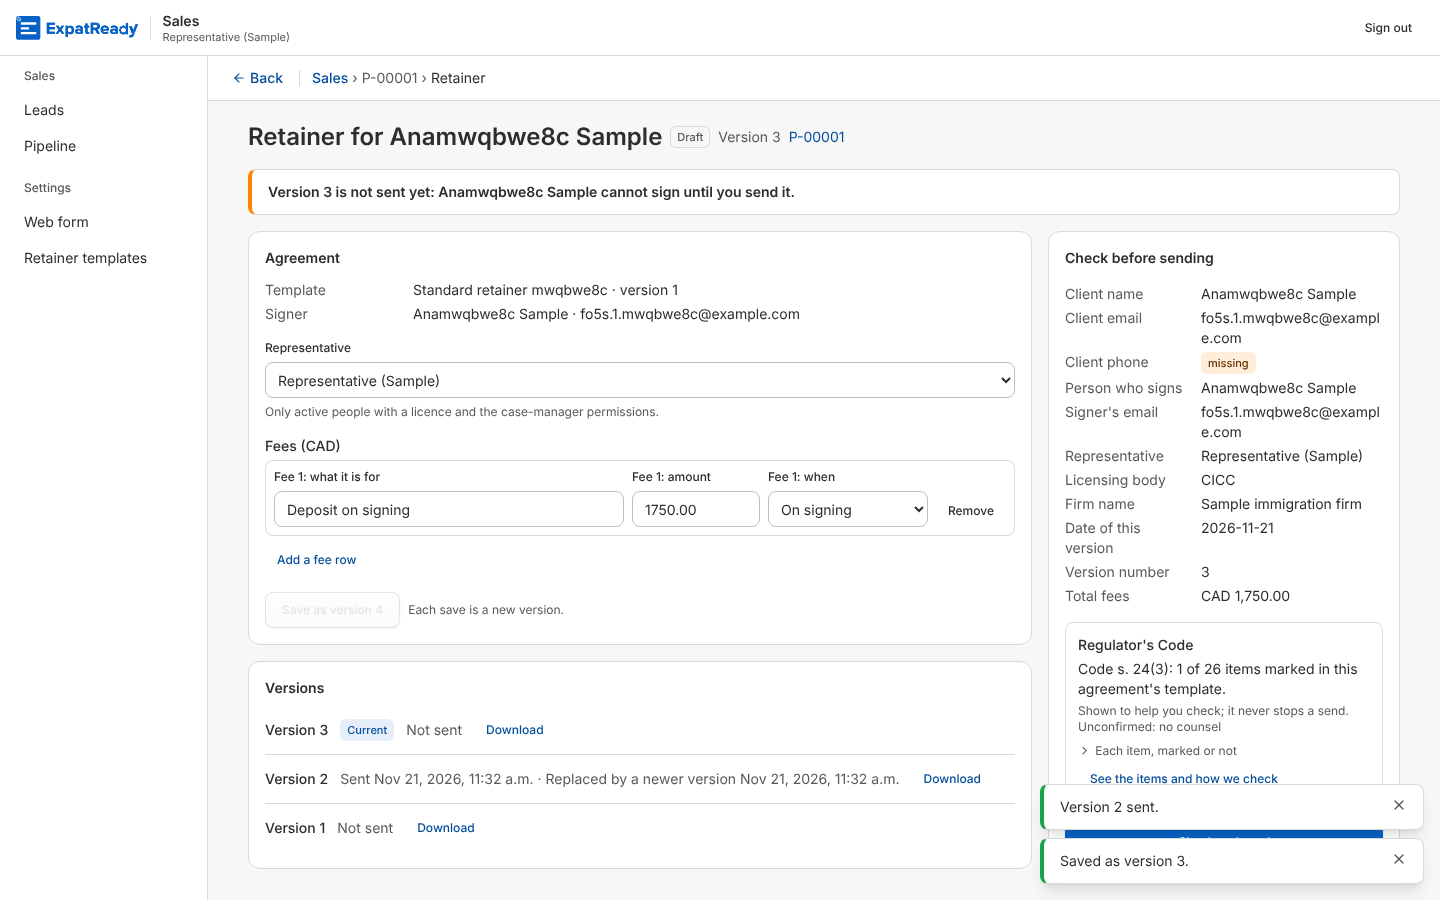 ExpatReady
Sales
Representative (Sample)
Sign out
Sales
Leads
Pipeline
Settings
Web form
Retainer templates
← Back
Sales › P-00001 › Retainer
Retainer for Anamwqbwe8c Sample Draft Version 3 P-00001
Version 3 is not sent yet: Anamwqbwe8c Sample cannot sign until you send it.
Agreement
Template Standard retainer mwqbwe8c · version 1
Signer Anamwqbwe8c Sample · fo5s.1.mwqbwe8c@example.com
Representative
Representative (Sample)
Only active people with a licence and the case-manager permissions.
Fees (CAD)
Fee 1: what it is for Fee 1: amount Fee 1: when
Deposit on signing 1750.00 On signing Remove
Add a fee row
Save as version 4 Each save is a new version.
Versions
Version 3 Current Not sent Download
Version 2 Sent Nov 21, 2026, 11:32 a.m. · Replaced by a newer version Nov 21, 2026, 11:32 a.m. Download
Version 1 Not sent Download
Check before sending
Client name Anamwqbwe8c Sample
Client email fo5s.1.mwqbwe8c@exampl
e.com
Client phone missing
Person who signs Anamwqbwe8c Sample
Signer's email fo5s.1.mwqbwe8c@exampl
e.com
Representative Representative (Sample)
Licensing body CICC
Firm name Sample immigration firm
Date of this 2026-11-21
version
Version number 3
Total fees CAD 1,750.00
Regulator's Code
Code s. 24(3): 1 of 26 items marked in this
agreement's template.
Shown to help you check; it never stops a send.
Unconfirmed: no counsel
Each item, marked or not
See the items and how we check
Version 2 sent.
Saved as version 3.